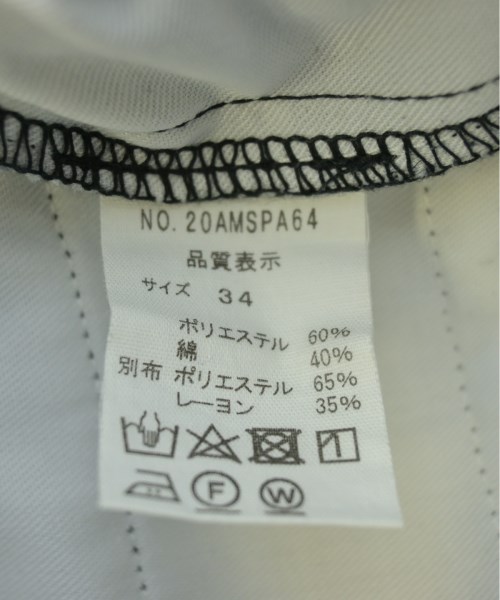 NO. 20AMSPA64
品質表示
サイズ 34
ポリエステル 60%
綿 40%
別布 ポリエステル 65%
レーヨン 35%
F W